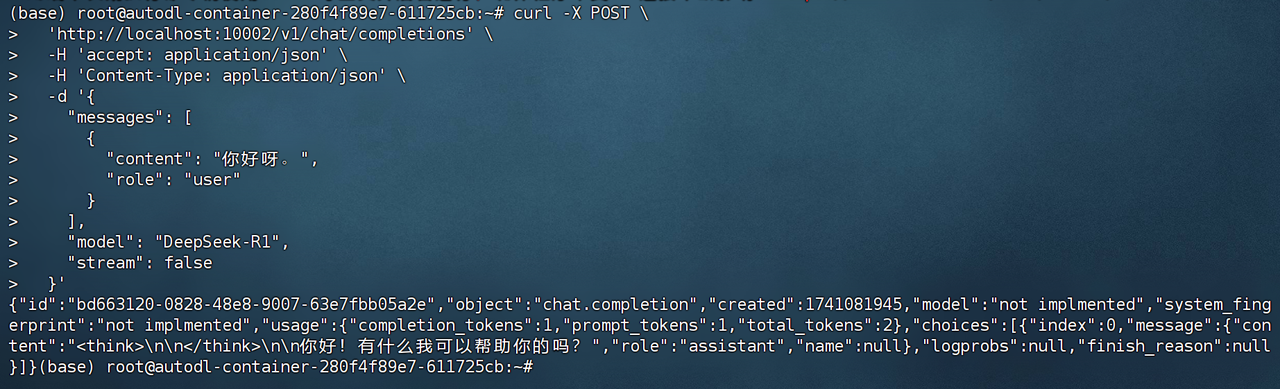 (base) root@autodl-container-280f4f89e7-611725cb:~# curl -X POST \
>   'http://localhost:10002/v1/chat/completions' \
>   -H 'accept: application/json' \
>   -H 'Content-Type: application/json' \
>   -d '{
>     "messages": [
>       {
>         "content": "你好呀。",
>         "role": "user"
>       }
>     ],
>     "model": "DeepSeek-R1",
>     "stream": false
>   }'
{"id":"bd663120-0828-48e8-9007-63e7fbb05a2e","object":"chat.completion","created":1741081945,"model":"not implmented","system_fing
erprint":"not implmented","usage":{"completion_tokens":1,"prompt_tokens":1,"total_tokens":2},"choices":[{"index":0,"message":{"con
tent":"<think>\n\n</think>\n\n你好！有什么我可以帮助你的吗？","role":"assistant","name":null},"logprobs":null,"finish_reason":null
}]}(base) root@autodl-container-280f4f89e7-611725cb:~#